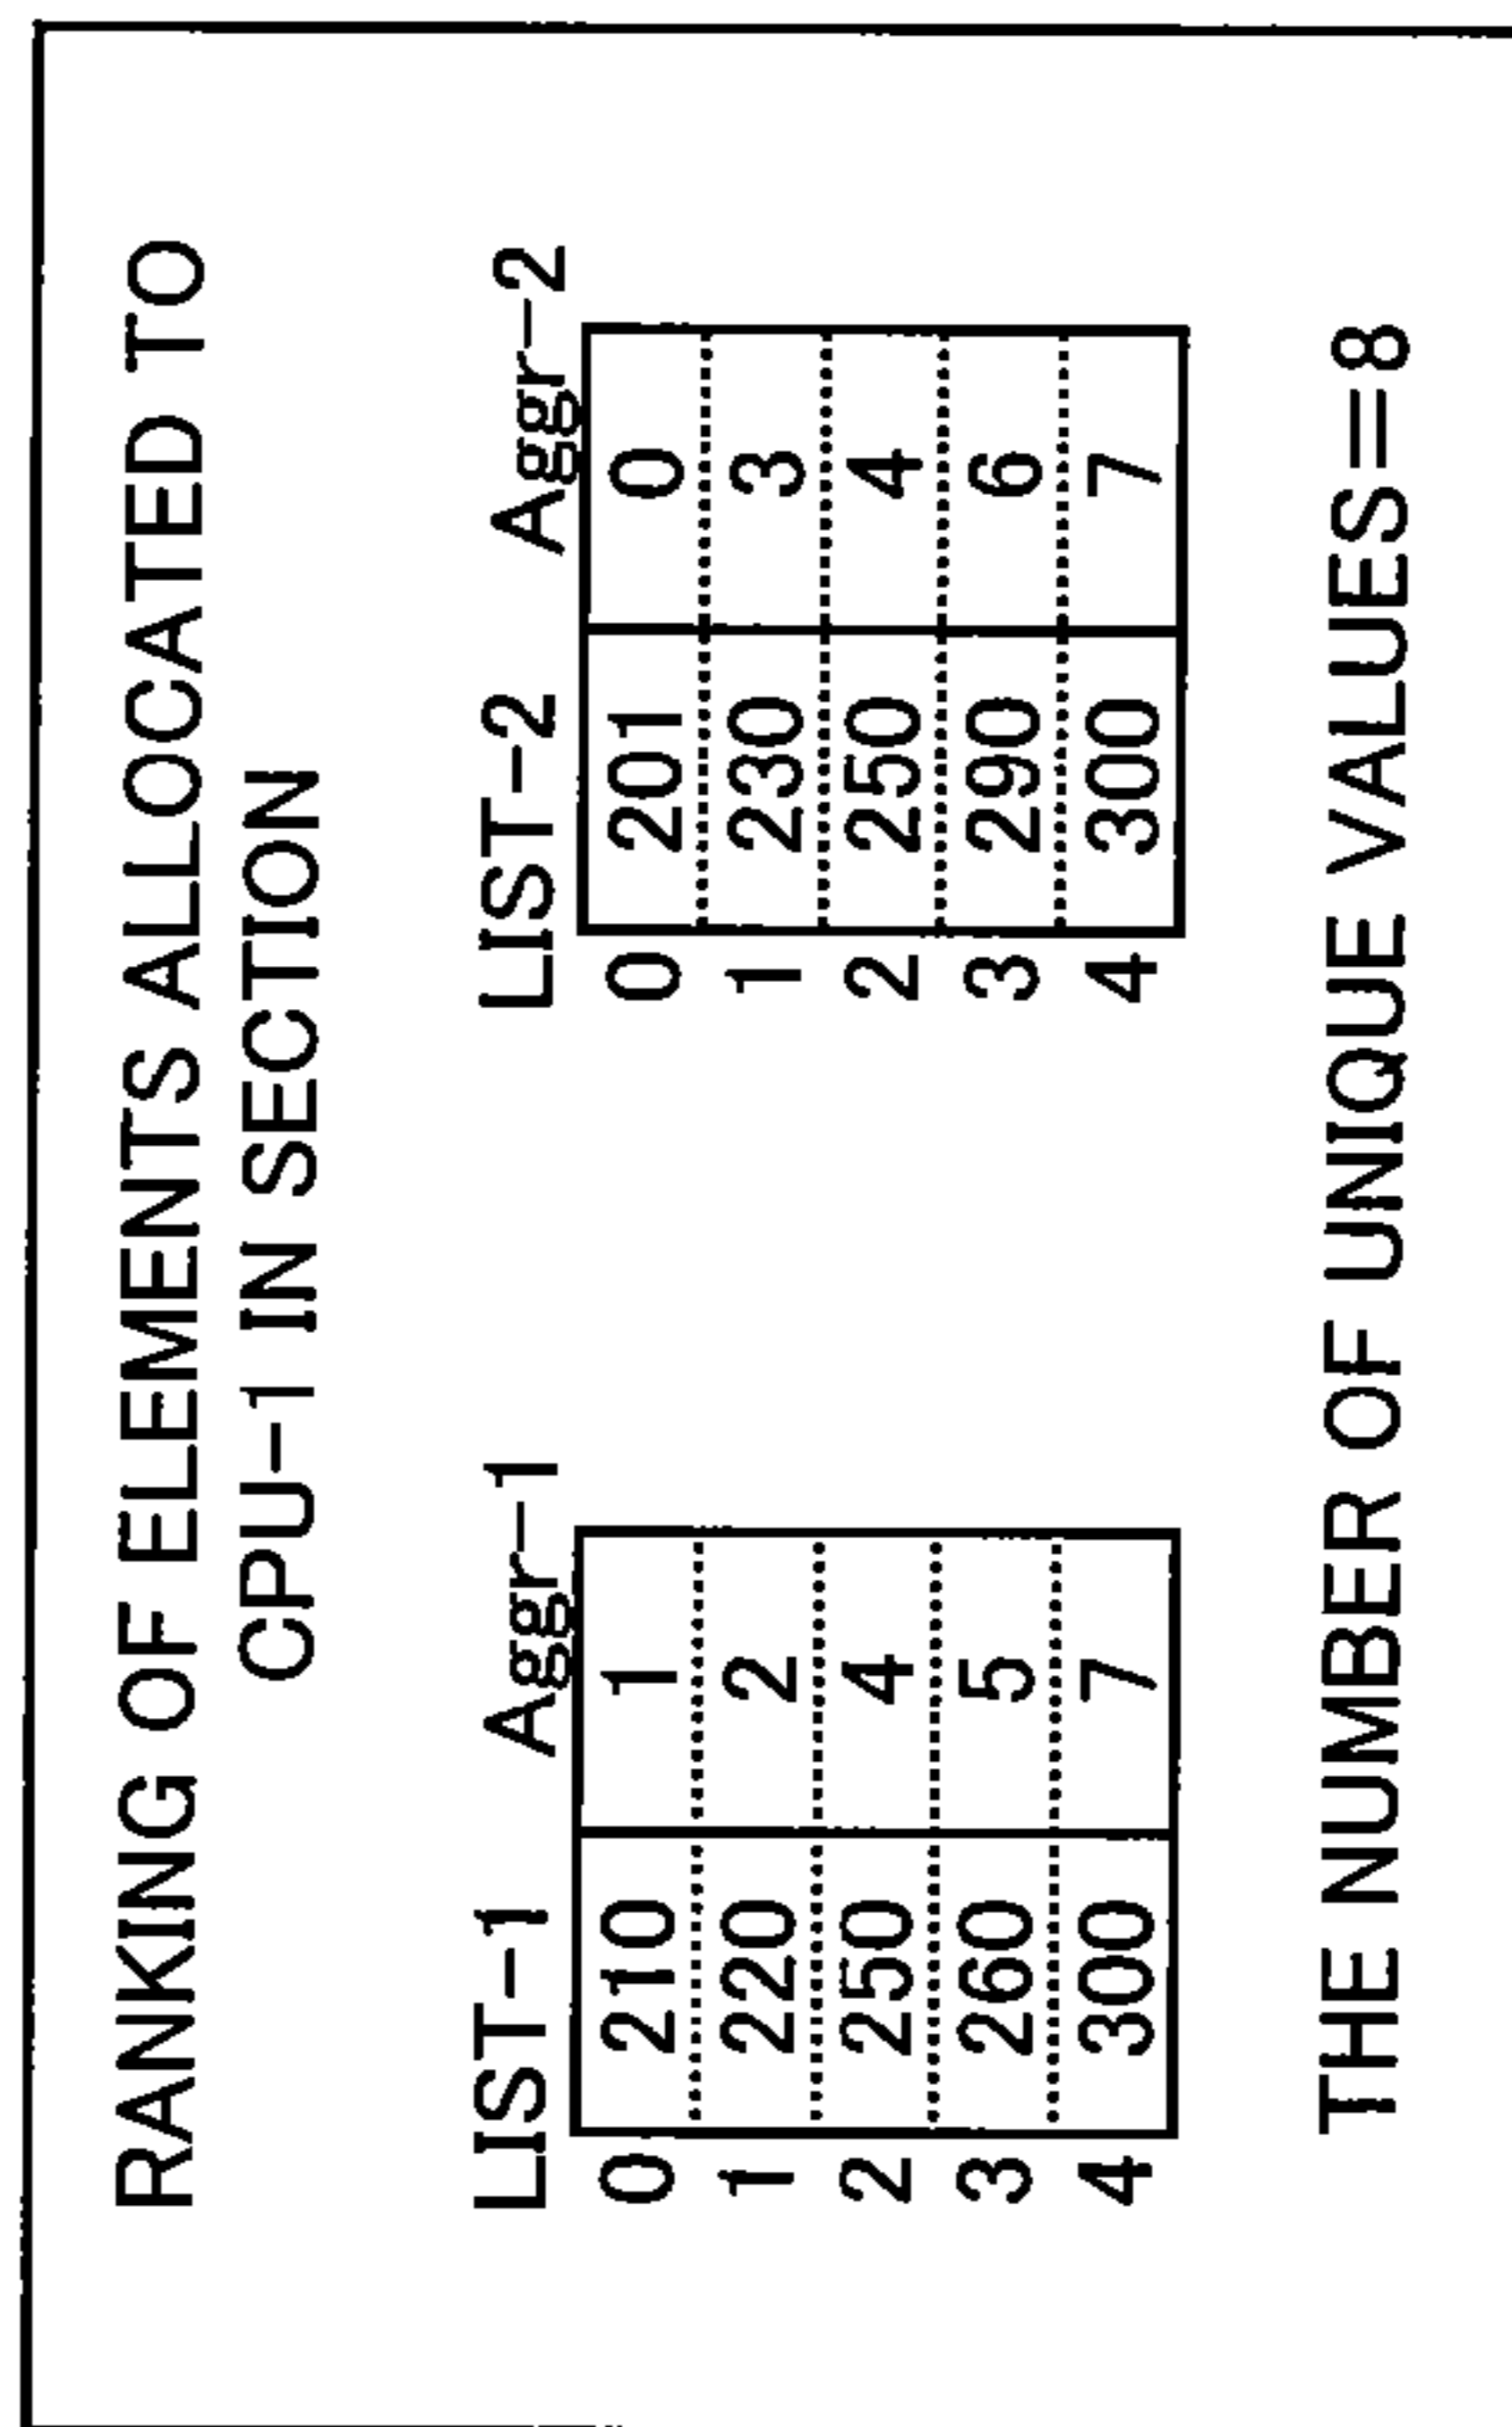 RANKING OF ELEMENTS ALLOCATED TO
CPU-1 IN SECTION
LIST-1 Aggr-1 LIST-2 Aggr-2
0 210 1 0 201 0
1 220 2 1 230 3
2 250 4 2 250 4
3 260 5 3 290 6
4 300 7 4 300 7
THE NUMBER OF UNIQUE VALUES=8